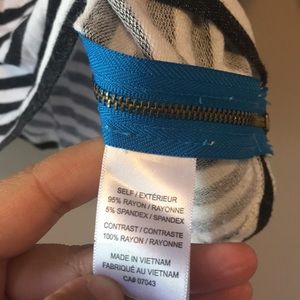 SELF / EXTÉRIEUR
95% RAYON / RAYONNE
5% SPANDEX / SPANDEX
CONTRAST / CONTRASTE
100% RAYON / RAYONNE
MADE IN VIETNAM
FABRIQUÉ AU VIETNAM
CA# 07043